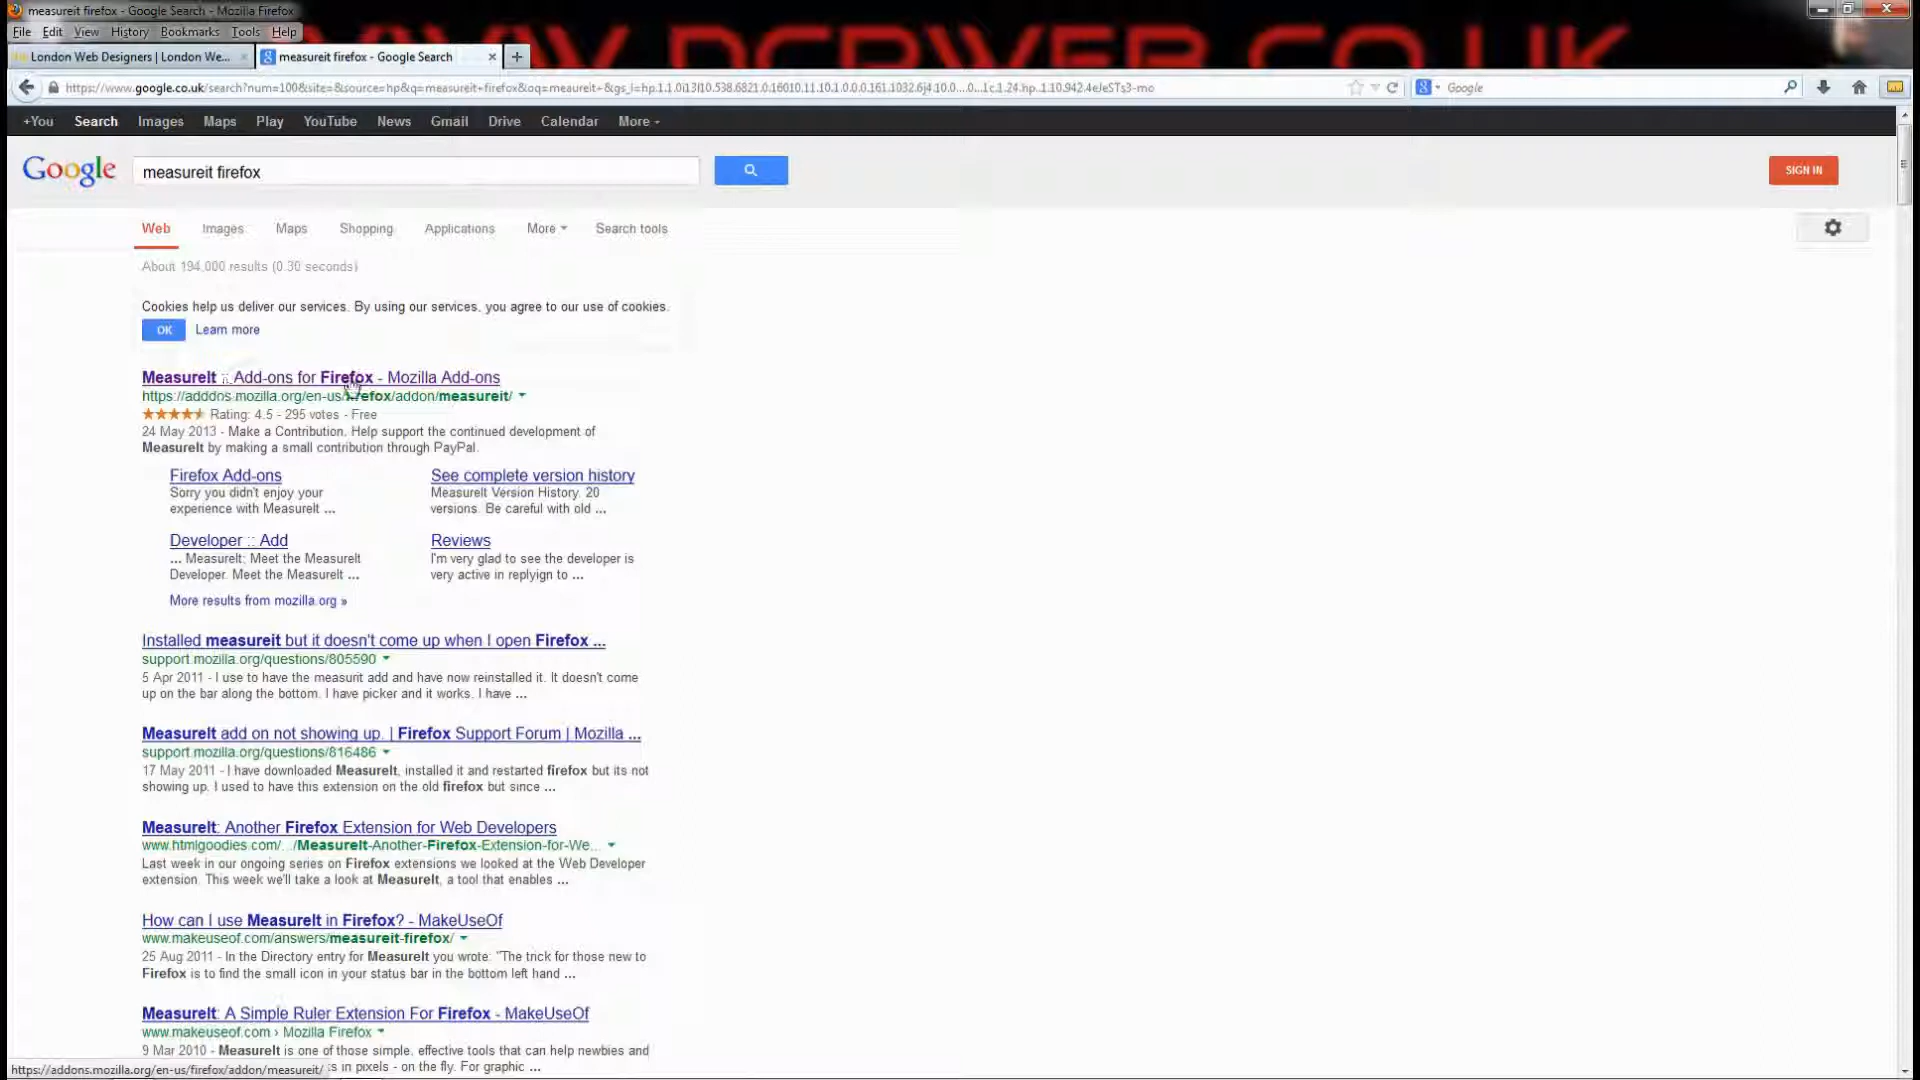 measureit firefox - Google Search - Mozilla Firefox
WWW.PCPWEB.CO.UK
File Edit View History Bookmarks Tools Help
London Web Designers | London We...
measureit firefox - Google Search
https://www.google.co.uk/search?num=100&site=&source=hp&q=measureit+firefox&oq=meaureit+&gs_l=hp.1.1.0i13l10.538.6821.0.16010.11.10.1.0.0.0.161.1032.6j4.10.0....0...1c.1.24.hp..1.10.942.4eJeSTs3-mo
Google
+You Search Images Maps Play YouTube News Gmail Drive Calendar More
Google measureit firefox SIGN IN
Web Images Maps Shopping Applications More Search tools
About 194,000 results (0.30 seconds)
Cookies help us deliver our services. By using our services, you agree to our use of cookies.
OK Learn more
MeasureIt :: Add-ons for Firefox - Mozilla Add-ons
https://addons.mozilla.org/en-us/firefox/addon/measureit/
Rating: 4.5 - 295 votes - Free
24 May 2013 - Make a Contribution. Help support the continued development of
MeasureIt by making a small contribution through PayPal.
Firefox Add-ons
Sorry you didn't enjoy your
experience with MeasureIt ...
See complete version history
MeasureIt Version History. 20
versions. Be careful with old ...
Developer :: Add
... MeasureIt: Meet the MeasureIt
Developer. Meet the MeasureIt ...
Reviews
I'm very glad to see the developer is
very active in replyign to ...
More results from mozilla.org »
Installed measureit but it doesn't come up when I open Firefox ...
support.mozilla.org/questions/805590
5 Apr 2011 - I use to have the measurit add and have now reinstalled it. It doesn't come
up on the bar along the bottom. I have picker and it works. I have ...
MeasureIt add on not showing up. | Firefox Support Forum | Mozilla ...
support.mozilla.org/questions/816486
17 May 2011 - I have downloaded MeasureIt, installed it and restarted firefox but its not
showing up. I used to have this extension on the old firefox but since ...
MeasureIt: Another Firefox Extension for Web Developers
www.htmlgoodies.com/.../MeasureIt-Another-Firefox-Extension-for-We...
Last week in our ongoing series on Firefox extensions we looked at the Web Developer
extension. This week we'll take a look at MeasureIt, a tool that enables ...
How can I use MeasureIt in Firefox? - MakeUseOf
www.makeuseof.com/answers/measureit-firefox/
25 Aug 2011 - In the Directory entry for MeasureIt you wrote: "The trick for those new to
Firefox is to find the small icon in your status bar in the bottom left hand ...
MeasureIt: A Simple Ruler Extension For Firefox - MakeUseOf
www.makeuseof.com › Mozilla Firefox
9 Mar 2010 - MeasureIt is one of those simple, effective tools that can help newbies and
s in pixels - on the fly. For graphic ...
https://addons.mozilla.org/en-us/firefox/addon/measureit/